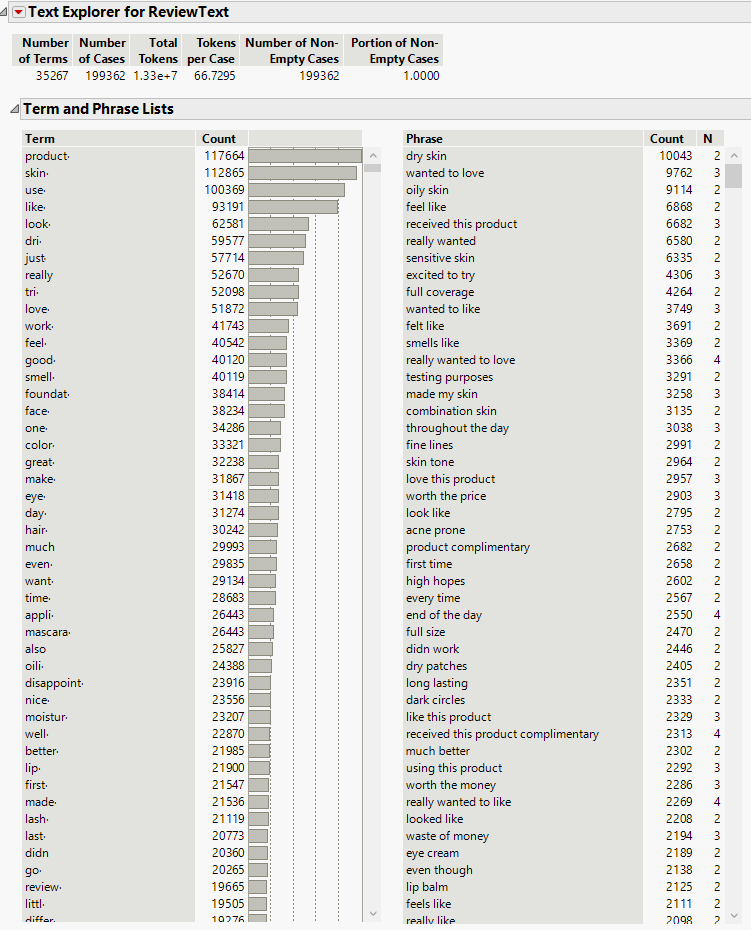 Text Explorer for ReviewText
Number of Terms Number of Cases Total Tokens Tokens per Case Number of Non-Empty Cases Portion of Non-Empty Cases
35267 199362 1.33e+7 66.7295 199362 1.0000
Term and Phrase Lists
Term Count
product· 117664
skin· 112865
use· 100369
like· 93191
look· 62581
dri· 59577
just· 57714
really 52670
tri· 52098
love· 51872
work· 41743
feel· 40542
good· 40120
smell· 40119
foundat· 38414
face· 38234
one· 34286
color· 33321
great· 32238
make· 31867
eye· 31418
day· 31274
hair· 30242
much 29993
even· 29835
want· 29134
time· 28683
appli· 26443
mascara· 26443
also 25827
oili· 24388
disappoint· 23916
nice· 23556
moistur· 23207
well· 22870
better· 21985
lip· 21900
first· 21547
made· 21536
lash· 21119
last· 20773
didn 20360
go· 20265
review· 19665
littl· 19505
differ· 19276
Phrase Count N
dry skin 10043 2
wanted to love 9762 3
oily skin 9114 2
feel like 6868 2
received this product 6682 3
really wanted 6580 2
sensitive skin 6335 2
excited to try 4306 3
full coverage 4264 2
wanted to like 3749 3
felt like 3691 2
smells like 3369 2
really wanted to love 3366 4
testing purposes 3291 2
made my skin 3258 3
combination skin 3135 2
throughout the day 3038 3
fine lines 2991 2
skin tone 2964 2
love this product 2957 3
worth the price 2903 3
look like 2795 2
acne prone 2753 2
product complimentary 2682 2
first time 2658 2
high hopes 2602 2
every time 2567 2
end of the day 2550 4
full size 2470 2
didn work 2446 2
dry patches 2405 2
long lasting 2351 2
dark circles 2333 2
like this product 2329 3
received this product complimentary 2313 4
much better 2302 2
using this product 2292 3
worth the money 2286 3
really wanted to like 2269 4
looked like 2208 2
waste of money 2194 3
eye cream 2189 2
even though 2138 2
lip balm 2125 2
feels like 2111 2
really like 2098 2